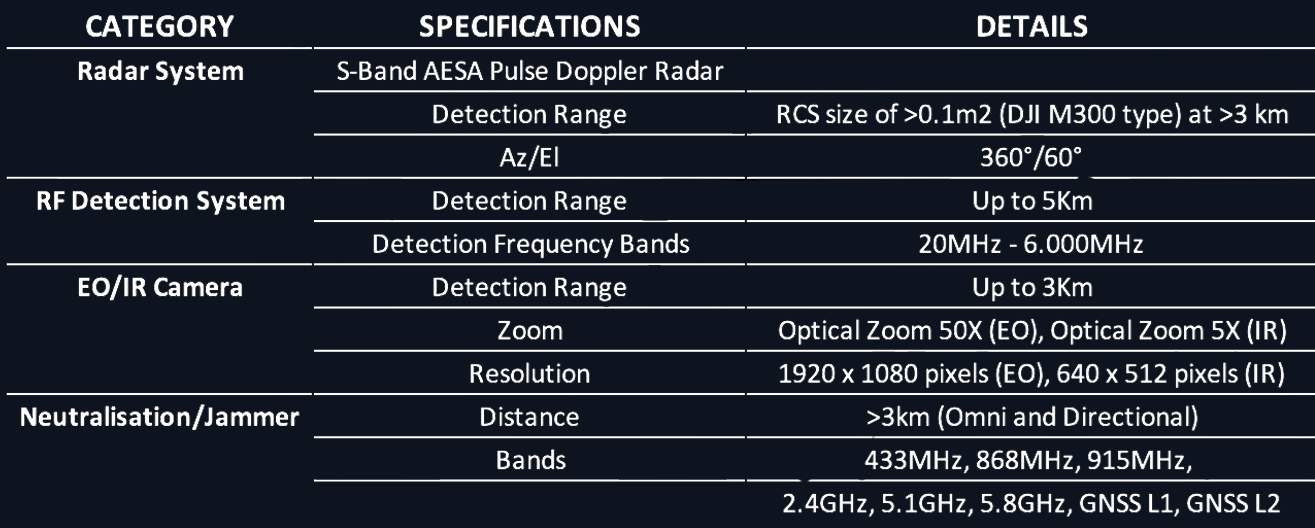 CATEGORY SPECIFICATIONS DETAILS
Radar System S-Band AESA Pulse Doppler Radar
Detection Range RCS size of >0.1m2 (DJI M300 type) at >3 km
Az/El 360°/60°
RF Detection System Detection Range Up to 5Km
Detection Frequency Bands 20MHz - 6.000MHz
EO/IR Camera Detection Range Up to 3Km
Zoom Optical Zoom 50X (EO), Optical Zoom 5X (IR)
Resolution 1920 x 1080 pixels (EO), 640 x 512 pixels (IR)
Neutralisation/Jammer Distance >3km (Omni and Directional)
Bands 433MHz, 868MHz, 915MHz,
2.4GHz, 5.1GHz, 5.8GHz, GNSS L1, GNSS L2